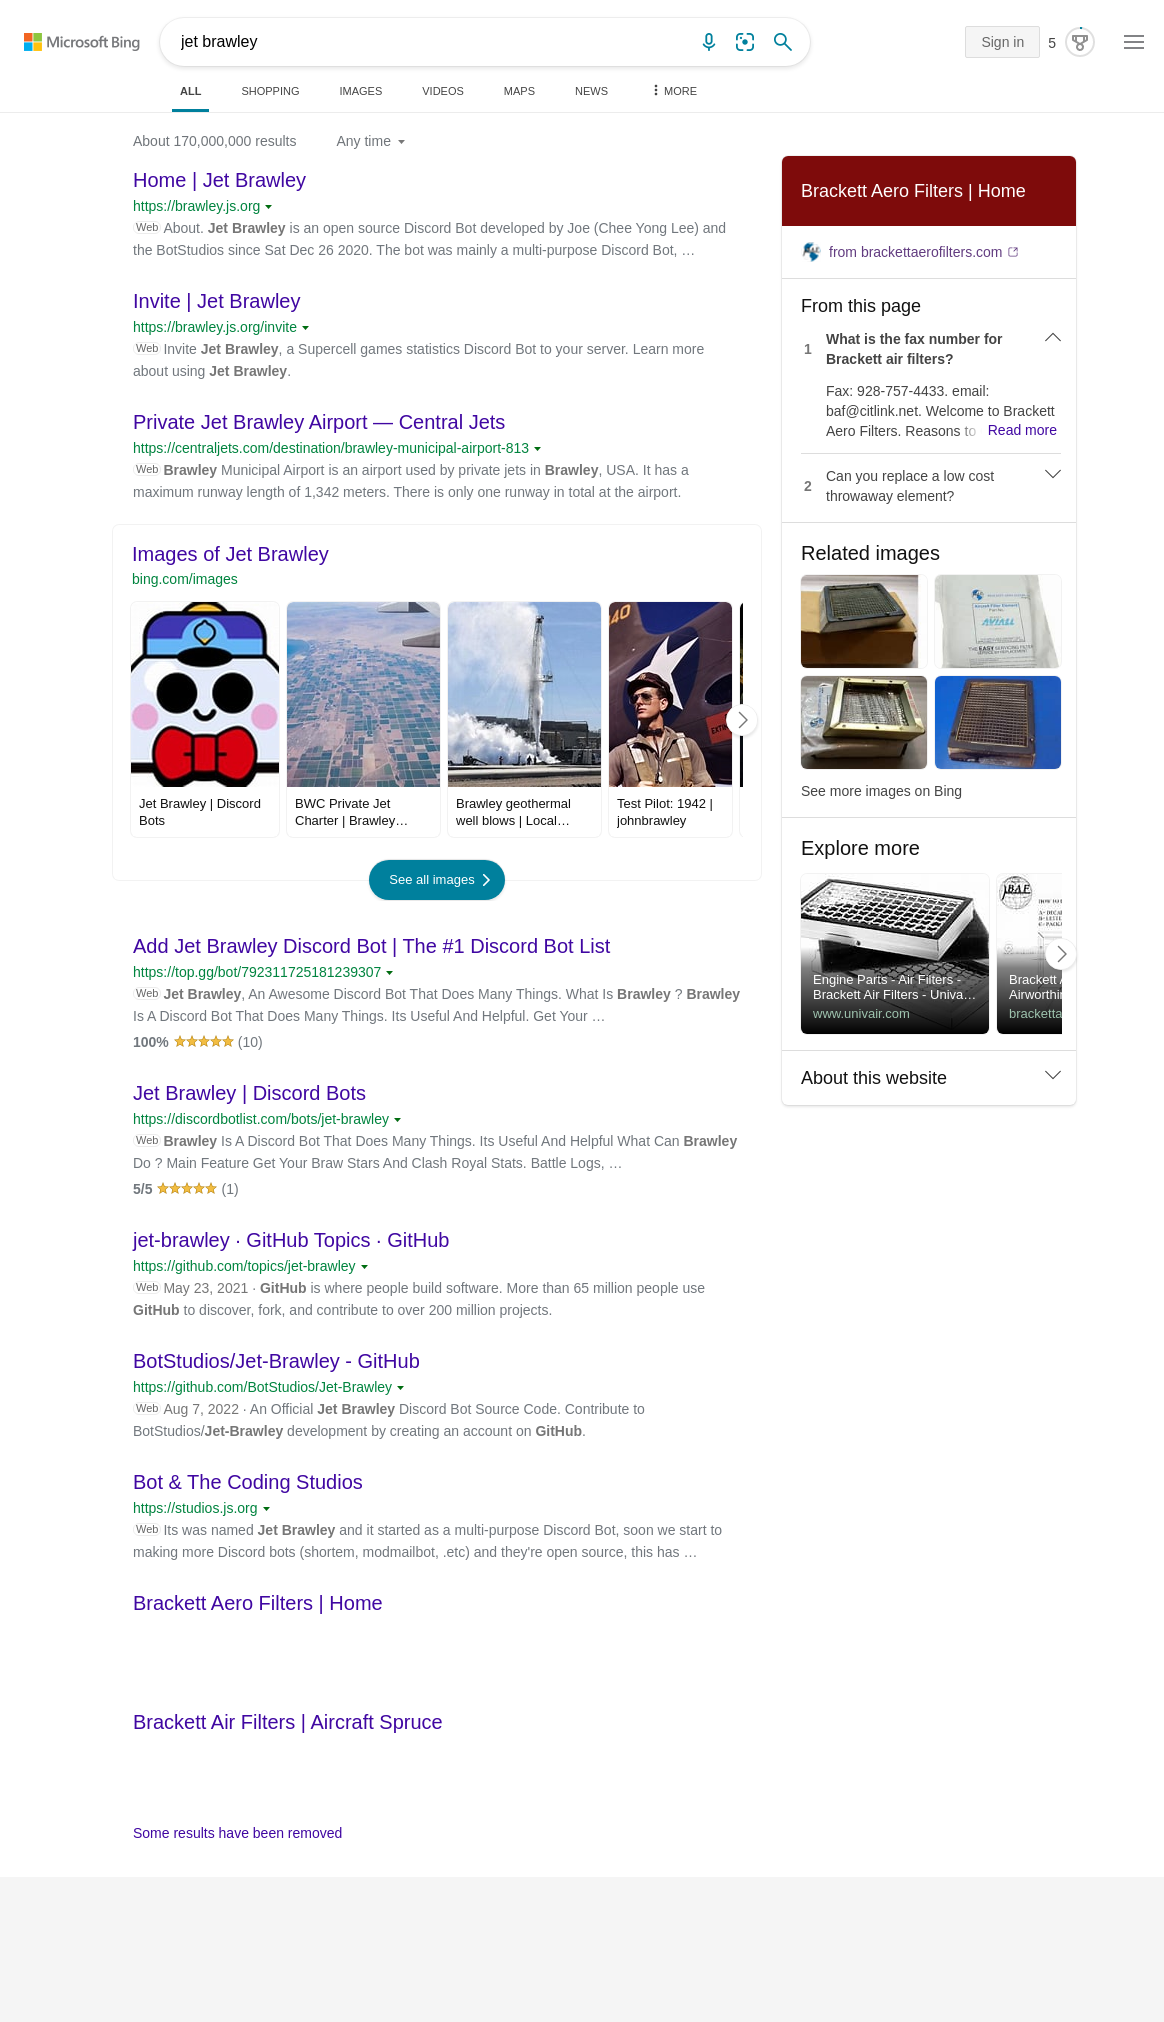 Microsoft Bing
jet brawley
Sign in
5
ALL
SHOPPING
IMAGES
VIDEOS
MAPS
NEWS
MORE
About 170,000,000 results
Any time
Home | Jet Brawley
https://brawley.js.org
Web About. Jet Brawley is an open source Discord Bot developed by Joe (Chee Yong Lee) and
the BotStudios since Sat Dec 26 2020. The bot was mainly a multi-purpose Discord Bot, …
Invite | Jet Brawley
https://brawley.js.org/invite
Web Invite Jet Brawley, a Supercell games statistics Discord Bot to your server. Learn more
about using Jet Brawley.
Private Jet Brawley Airport — Central Jets
https://centraljets.com/destination/brawley-municipal-airport-813
Web Brawley Municipal Airport is an airport used by private jets in Brawley, USA. It has a
maximum runway length of 1,342 meters. There is only one runway in total at the airport.
Images of Jet Brawley
bing.com/images
40
EXTIN
Jet Brawley | Discord
Bots
BWC Private Jet
Charter | Brawley…
Brawley geothermal
well blows | Local…
Test Pilot: 1942 |
johnbrawley
See all images
Add Jet Brawley Discord Bot | The #1 Discord Bot List
https://top.gg/bot/792311725181239307
Web Jet Brawley, An Awesome Discord Bot That Does Many Things. What Is Brawley ? Brawley
Is A Discord Bot That Does Many Things. Its Useful And Helpful. Get Your …
100% (10)
Jet Brawley | Discord Bots
https://discordbotlist.com/bots/jet-brawley
Web Brawley Is A Discord Bot That Does Many Things. Its Useful And Helpful What Can Brawley
Do ? Main Feature Get Your Braw Stars And Clash Royal Stats. Battle Logs, …
5/5 (1)
jet-brawley · GitHub Topics · GitHub
https://github.com/topics/jet-brawley
Web May 23, 2021 · GitHub is where people build software. More than 65 million people use
GitHub to discover, fork, and contribute to over 200 million projects.
BotStudios/Jet-Brawley - GitHub
https://github.com/BotStudios/Jet-Brawley
Web Aug 7, 2022 · An Official Jet Brawley Discord Bot Source Code. Contribute to
BotStudios/Jet-Brawley development by creating an account on GitHub.
Bot & The Coding Studios
https://studios.js.org
Web Its was named Jet Brawley and it started as a multi-purpose Discord Bot, soon we start to
making more Discord bots (shortem, modmailbot, .etc) and they're open source, this has …
Brackett Aero Filters | Home
Brackett Air Filters | Aircraft Spruce
Some results have been removed
Brackett Aero Filters | Home
from brackettaerofilters.com
From this page
1 What is the fax number for
Brackett air filters?
Fax: 928-757-4433. email:
baf@citlink.net. Welcome to Brackett
Aero Filters. Reasons to Read more
2 Can you replace a low cost
throwaway element?
Related images
AVIALL
THE EASY SERVICING FILTER
See more images on Bing
Explore more
BAF
Engine Parts - Air Filters -
Brackett Air Filters - Univa…
www.univair.com
Brackett A
Airworthin
bracketta
About this website